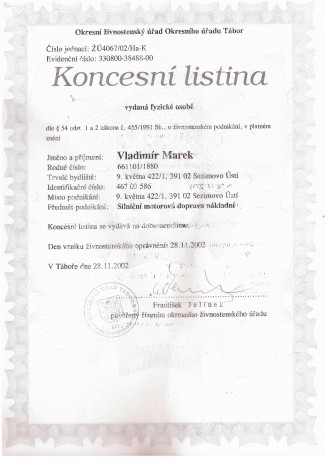 Okresní živnostenský úřad Okresního úřadu Tábor
Číslo jednací: ŽÚ4067/02/Ha-K
Evidenční číslo: 330800-38488-00
Koncesní listina
vydaná fyzické osobě
dle § 54 odst. 1 a 2 zákona č. 455/1991 Sb., o živnostenském podnikání, v platném
znění
Jméno a příjmení: Vladimír Marek
Rodné číslo: 661101/1880
Trvalé bydliště: 9. května 422/1, 391 02 Sezimovo Ústí
Identifikační číslo: 467 03 586
Místo podnikání: 9. května 422/1, 391 02 Sezimovo Ústí
Předmět podnikání: Silniční motorová doprava nákladní
Koncesní listina se vydává na dobu neurčitou.
Den vzniku živnostenského oprávnění: 28.11.2002
V Táboře dne 28.11.2002
František Jelínek
pověřený řízením okresního živnostenského úřadu